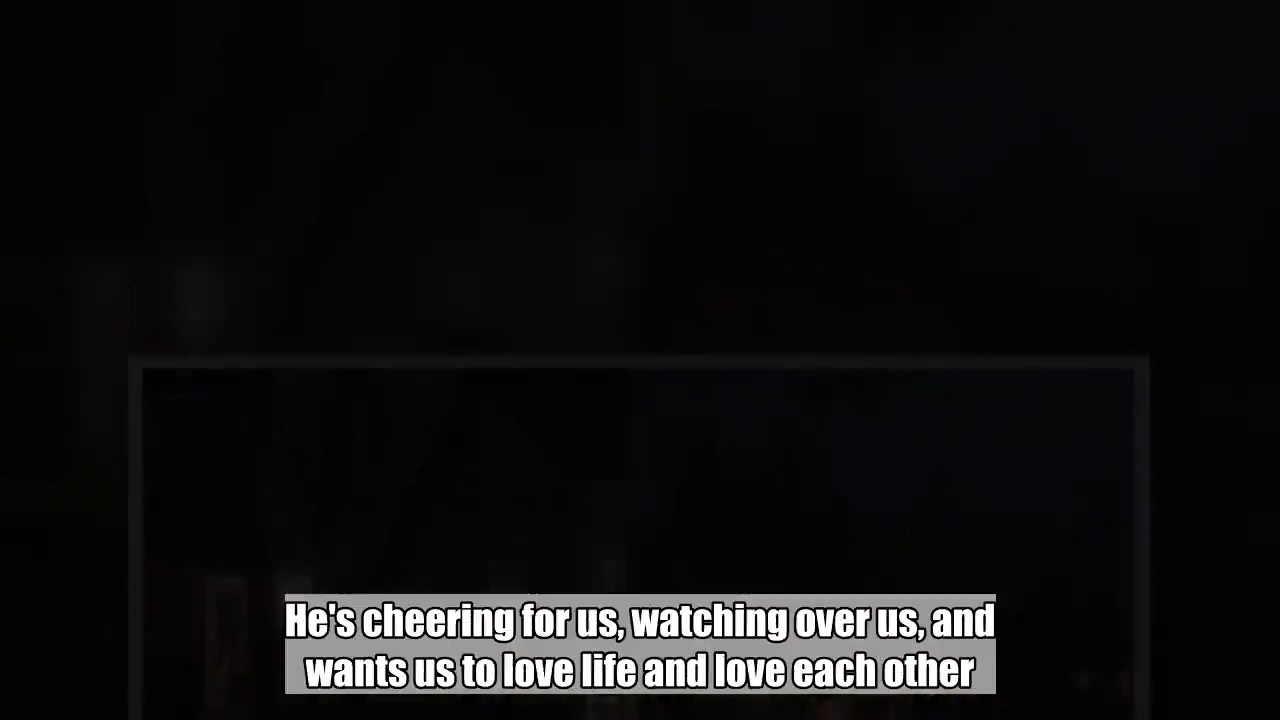 He's cheering for us, watching over us, and
wants us to love life and love each other